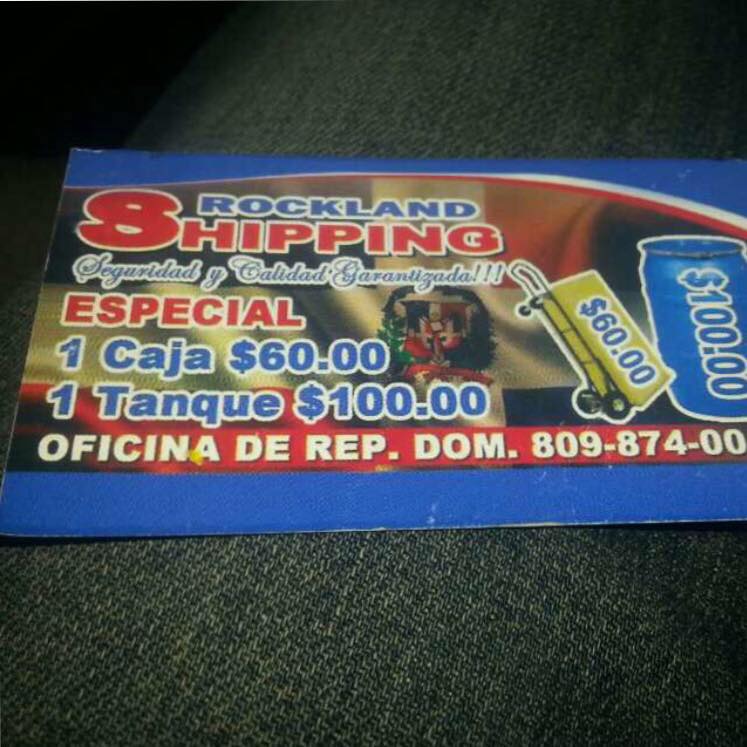 ROCKLAND
SHIPPING
Seguridad y Calidad Garantizada!!!
ESPECIAL
1 Caja $60.00
1 Tanque $100.00
$60.00
$100.00
OFICINA DE REP. DOM. 809-874-00